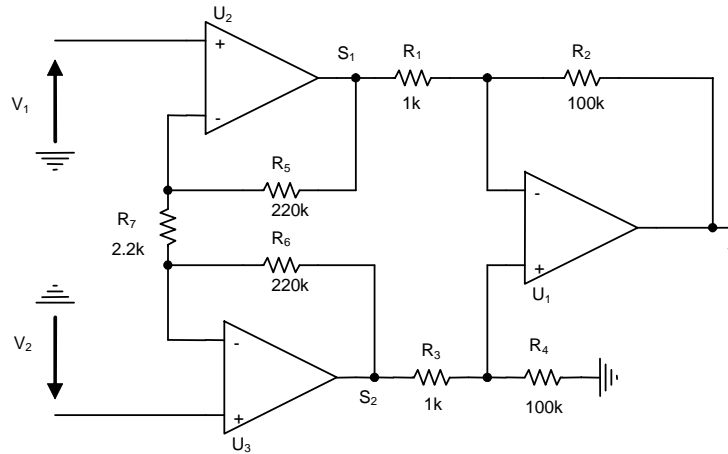 U₂
+
-
V₁
S₁
R₁
1k
R₂
100k
R₅
220k
R₇
2.2k
R₆
220k
-
+
U₁
V₂
-
+
U₃
S₂
R₃
1k
R₄
100k